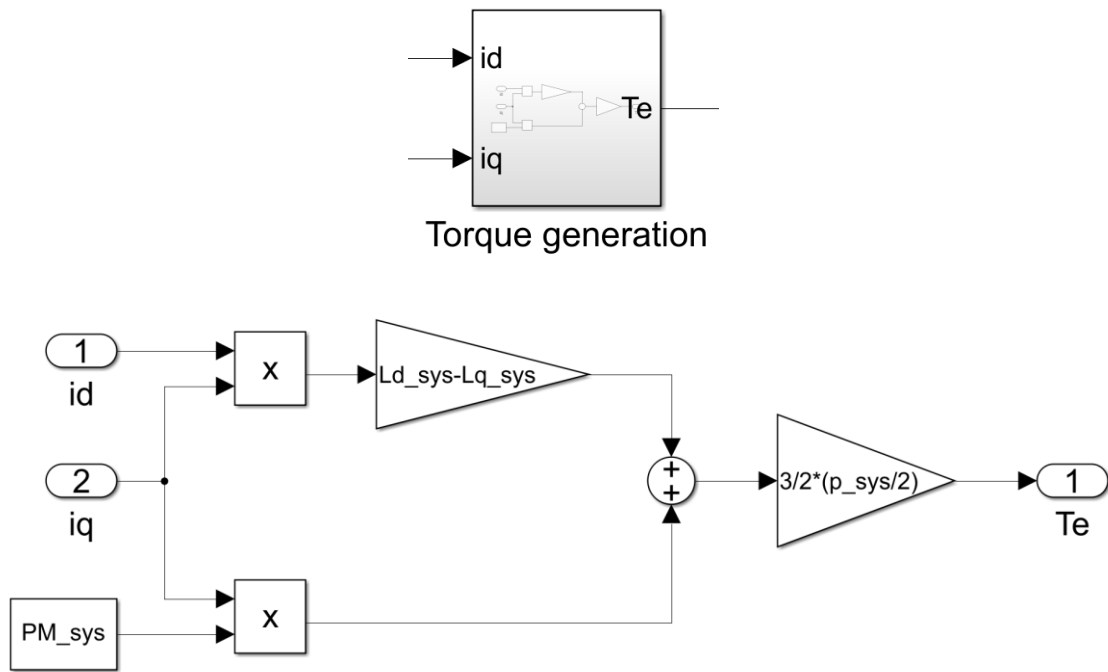 id
Te
iq
Torque generation
1
id
x
Ld_sys-Lq_sys
2
iq
+
+
3/2*(p_sys/2)
1
Te
PM_sys
x